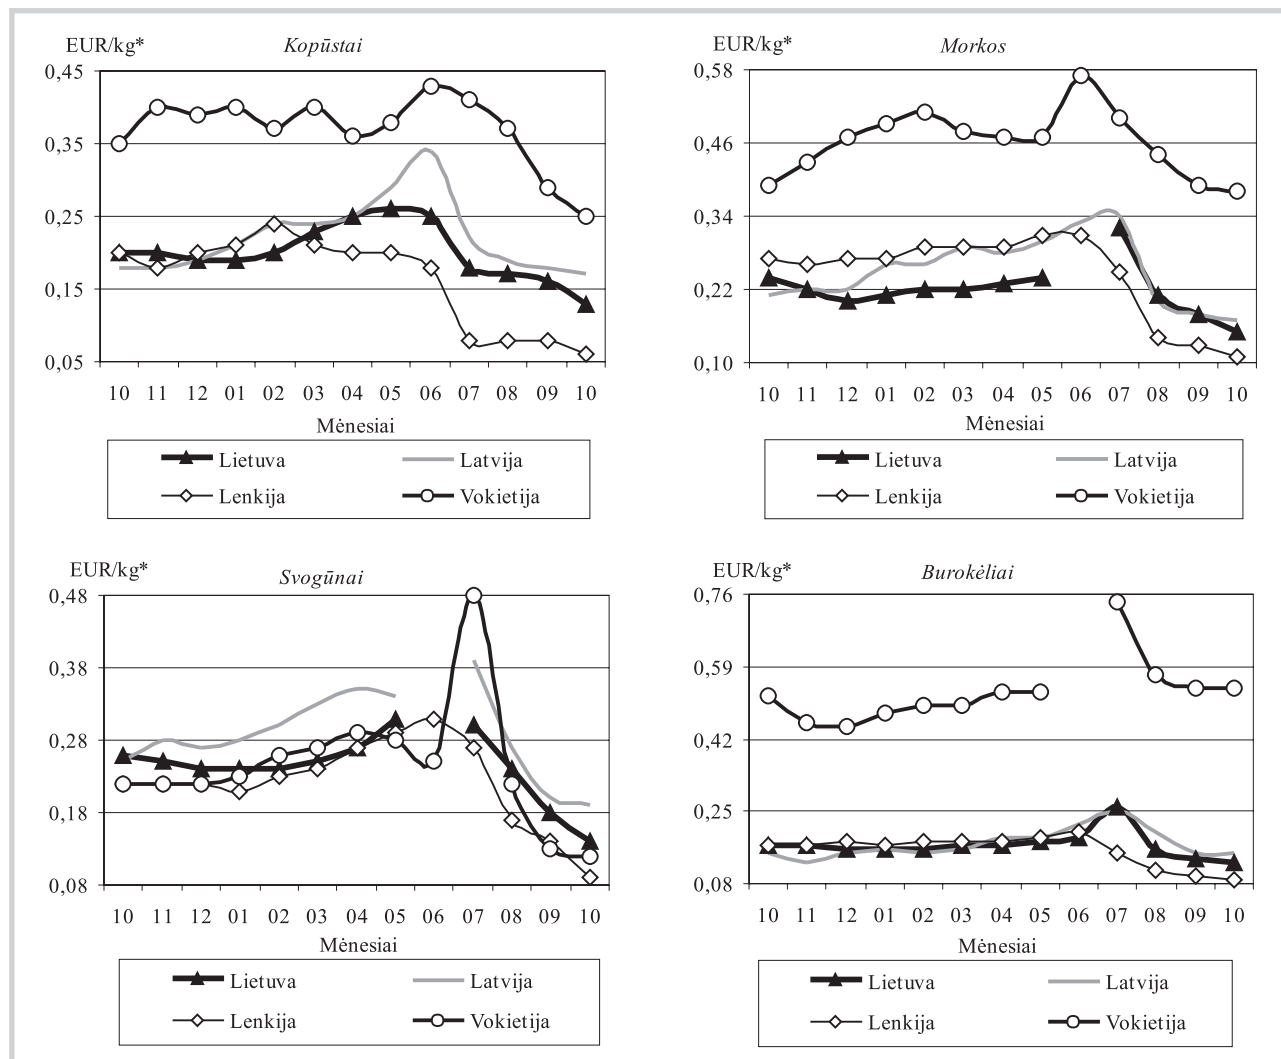 EUR/kg*
Kopūstai
0,45
0,35
0,25
0,15
0,05
10 11 12 01 02 03 04 05 06 07 08 09 10
Mėnesiai
Lietuva Latvija
Lenkija Vokietija
EUR/kg*
Morkos
0,58
0,46
0,34
0,22
0,10
10 11 12 01 02 03 04 05 06 07 08 09 10
Mėnesiai
Lietuva Latvija
Lenkija Vokietija
EUR/kg*
Svogūnai
0,48
0,38
0,28
0,18
0,08
10 11 12 01 02 03 04 05 06 07 08 09 10
Mėnesiai
Lietuva Latvija
Lenkija Vokietija
EUR/kg*
Burokėliai
0,76
0,59
0,42
0,25
0,08
10 11 12 01 02 03 04 05 06 07 08 09 10
Mėnesiai
Lietuva Latvija
Lenkija Vokietija